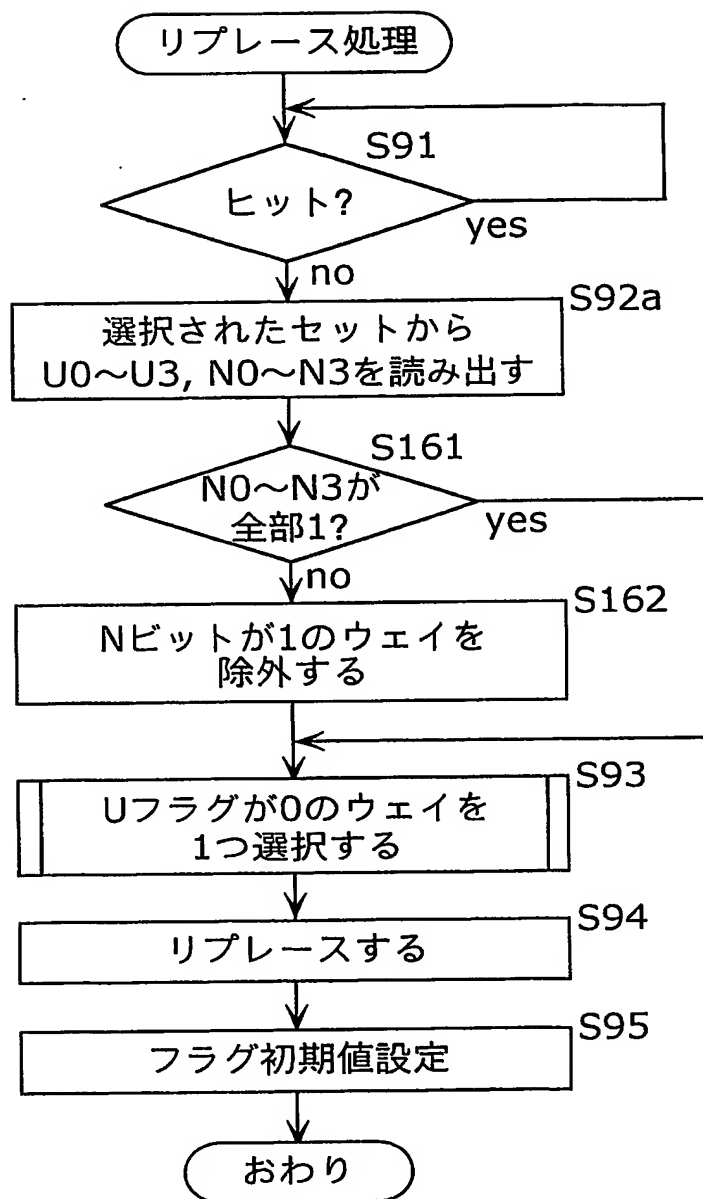 リプレース処理
S91
ヒット?
yes
no
S92a
選択されたセットから
U0～U3, N0～N3を読み出す
S161
N0～N3が
全部1?
yes
no
S162
Nビットが1のウェイを
除外する
S93
Uフラグが0のウェイを
1つ選択する
S94
リプレースする
S95
フラグ初期値設定
おわり